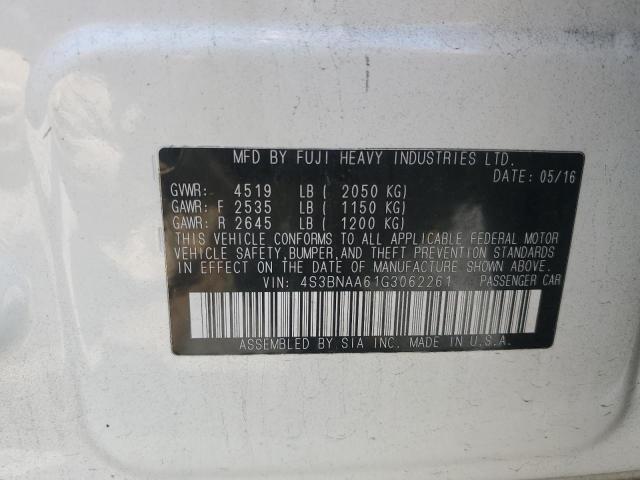 MFD BY FUJI HEAVY INDUSTRIES LTD.
DATE: 05/16
GVWR: 4519 LB ( 2050 KG)
GAWR: F 2535 LB ( 1150 KG)
GAWR: R 2645 LB ( 1200 KG)
THIS VEHICLE CONFORMS TO ALL APPLICABLE FEDERAL MOTOR
VEHICLE SAFETY, BUMPER, AND THEFT PREVENTION STANDARDS
IN EFFECT ON THE DATE OF MANUFACTURE SHOWN ABOVE.
VIN: 4S3BNAA61G3062261 PASSENGER CAR
ASSEMBLED BY SIA INC. MADE IN U.S.A.